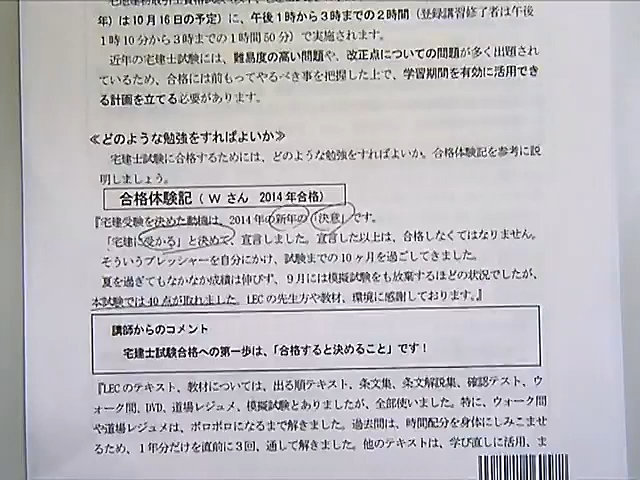 年）は10月16日の予定）に、午後1時から3時までの2時間（登録講習修了者は午後
1時10分から3時までの1時間50分）で実施されます。
近年の宅建士試験には、難易度の高い問題や、改正点についての問題が多く出題され
ているため、合格には前もってやるべき事を把握した上で、学習期間を有効に活用でき
る計画を立てる必要があります。
≪どのような勉強をすればよいか≫
宅建士試験に合格するためには、どのような勉強をすればよいか。合格体験記を参考に説
明しましょう。
合格体験記（Ｗさん 2014年合格）
『宅建受験を決めた動機は、2014年の新年の「決意」です。
「宅建に受かる」と決めて、宣言しました。宣言した以上は、合格しなくてはなりません。
そういうプレッシャーを自分にかけ、試験までの10ヶ月を過ごしてきました。
夏を過ぎてもなかなか成績は伸びず、９月には模擬試験をも放棄するほどの状況でしたが、
本試験では40点が取れました。LECの先生方や教材、環境に感謝しております。』
講師からのコメント
宅建士試験合格への第一歩は、「合格すると決めること」です！
『LECのテキスト、教材については、出る順テキスト、条文集、条文解説集、確認テスト、ウ
ォーク問、DVD、道場レジュメ、模擬試験とありましたが、全部使いました。特に、ウォーク問
や道場レジュメは、ボロボロになるまで解きました。過去問は、時間配分を身体にしみこませ
るため、１年分だけを直前に３回、通して解きました。他のテキストは、学び直しに活用、ま